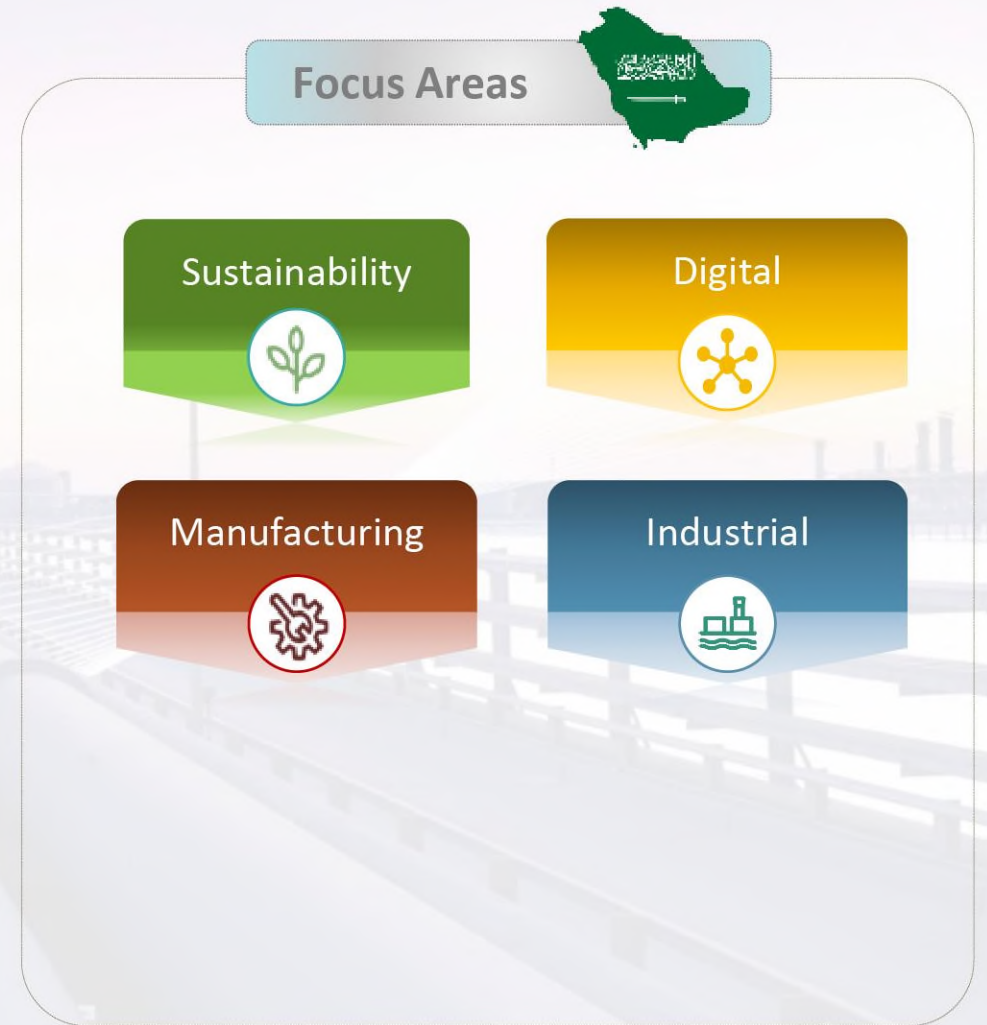 Focus Areas
Sustainability
Digital
Manufacturing
Industrial